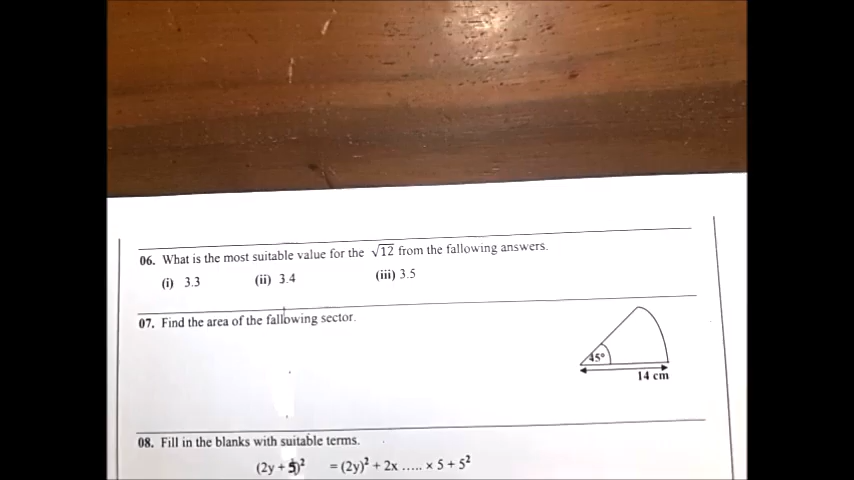 06. What is the most suitable value for the √12 from the fallowing answers.
(i) 3.3 (ii) 3.4 (iii) 3.5
07. Find the area of the fallowing sector.
45°
14 cm
08. Fill in the blanks with suitable terms.
(2y + 5)² = (2y)² + 2x ..... × 5 + 5²